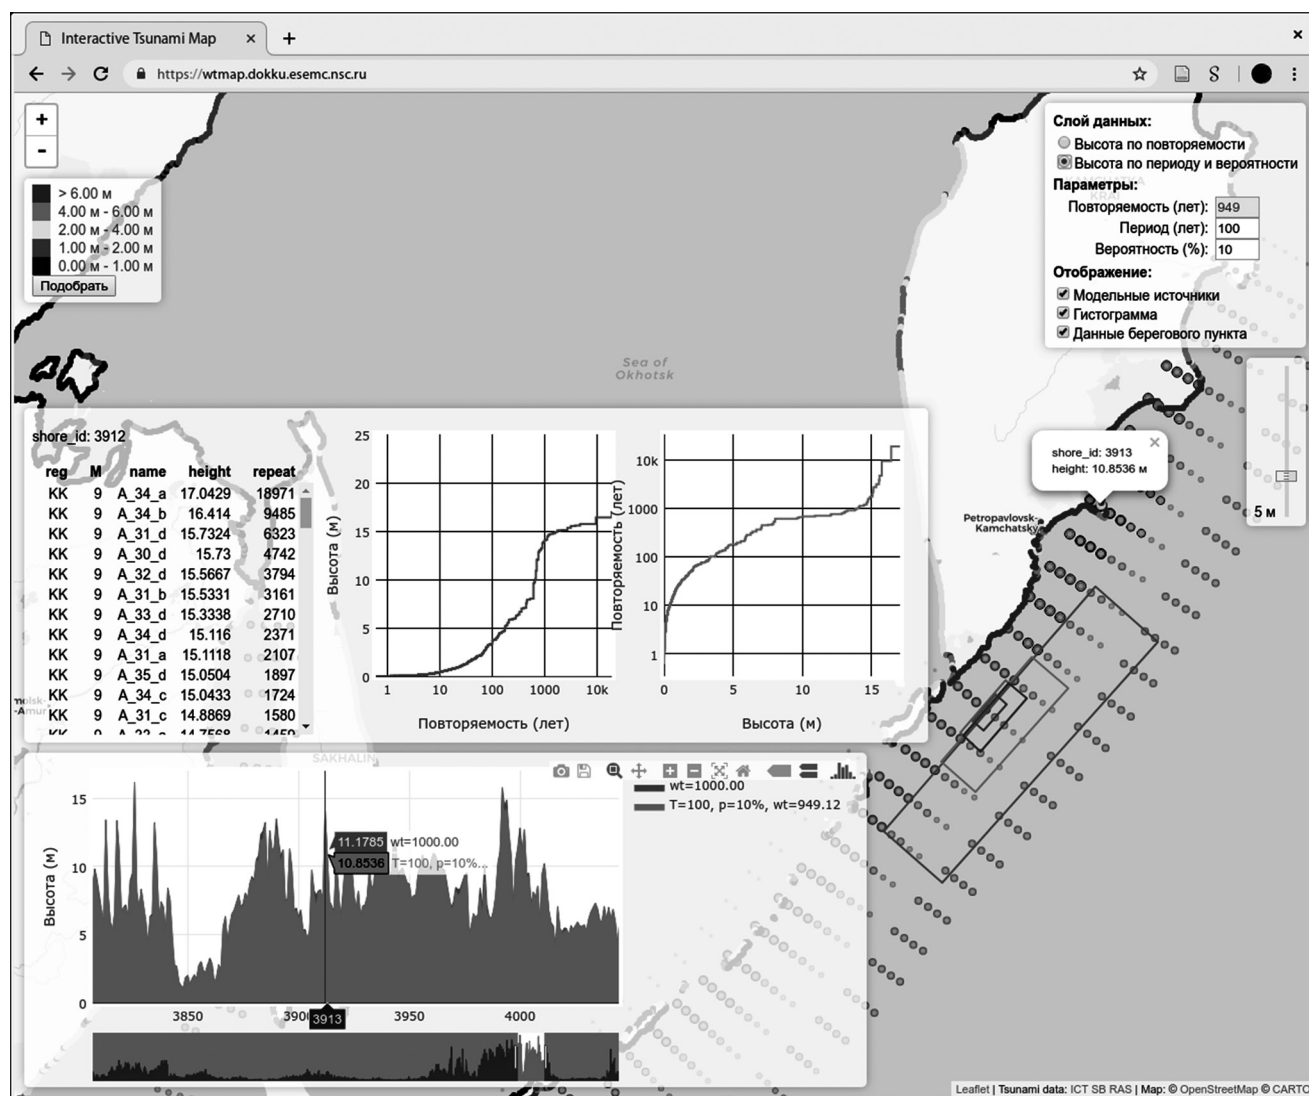 Interactive Tsunami Map
https://wtmap.dokku.esemc.nsc.ru
+
-
> 6.00 м
4.00 м - 6.00 м
2.00 м - 4.00 м
1.00 м - 2.00 м
0.00 м - 1.00 м
Подобрать
Слой данных:
Высота по повторяемости
Высота по периоду и вероятности
Параметры:
Повторяемость (лет): 949
Период (лет): 100
Вероятность (%): 10
Отображение:
Модельные источники
Гистограмма
Данные берегового пункта
5 м
Sea of
Okhotsk
shore_id: 3913
height: 10.8536 м
Petropavlovsk-
Kamchatsky
shore_id: 3912
reg M name height repeat
KK 9 A_34_a 17.0429 18971
KK 9 A_34_b 16.414 9485
KK 9 A_31_d 15.7324 6323
KK 9 A_30_d 15.73 4742
KK 9 A_32_d 15.5667 3794
KK 9 A_31_b 15.5331 3161
KK 9 A_33_d 15.3338 2710
KK 9 A_34_d 15.116 2371
KK 9 A_31_a 15.1118 2107
KK 9 A_35_d 15.0504 1897
KK 9 A_34_c 15.0433 1724
KK 9 A_31_c 14.8869 1580
Высота (м)
25
20
15
10
5
0
1 10 100 1000 10k
Повторяемость (лет)
Повторяемость (лет)
10k
1000
100
10
1
0 5 10 15
Высота (м)
-Amur
SAKHALIN
wt=1000.00
T=100, p=10%, wt=949.12
Высота (м)
15
10
5
0
11.1785 wt=1000.00
10.8536 T=100, p=10%...
3850 3900 3913 3950 4000
Leaflet | Tsunami data: ICT SB RAS | Map: © OpenStreetMap © CARTO